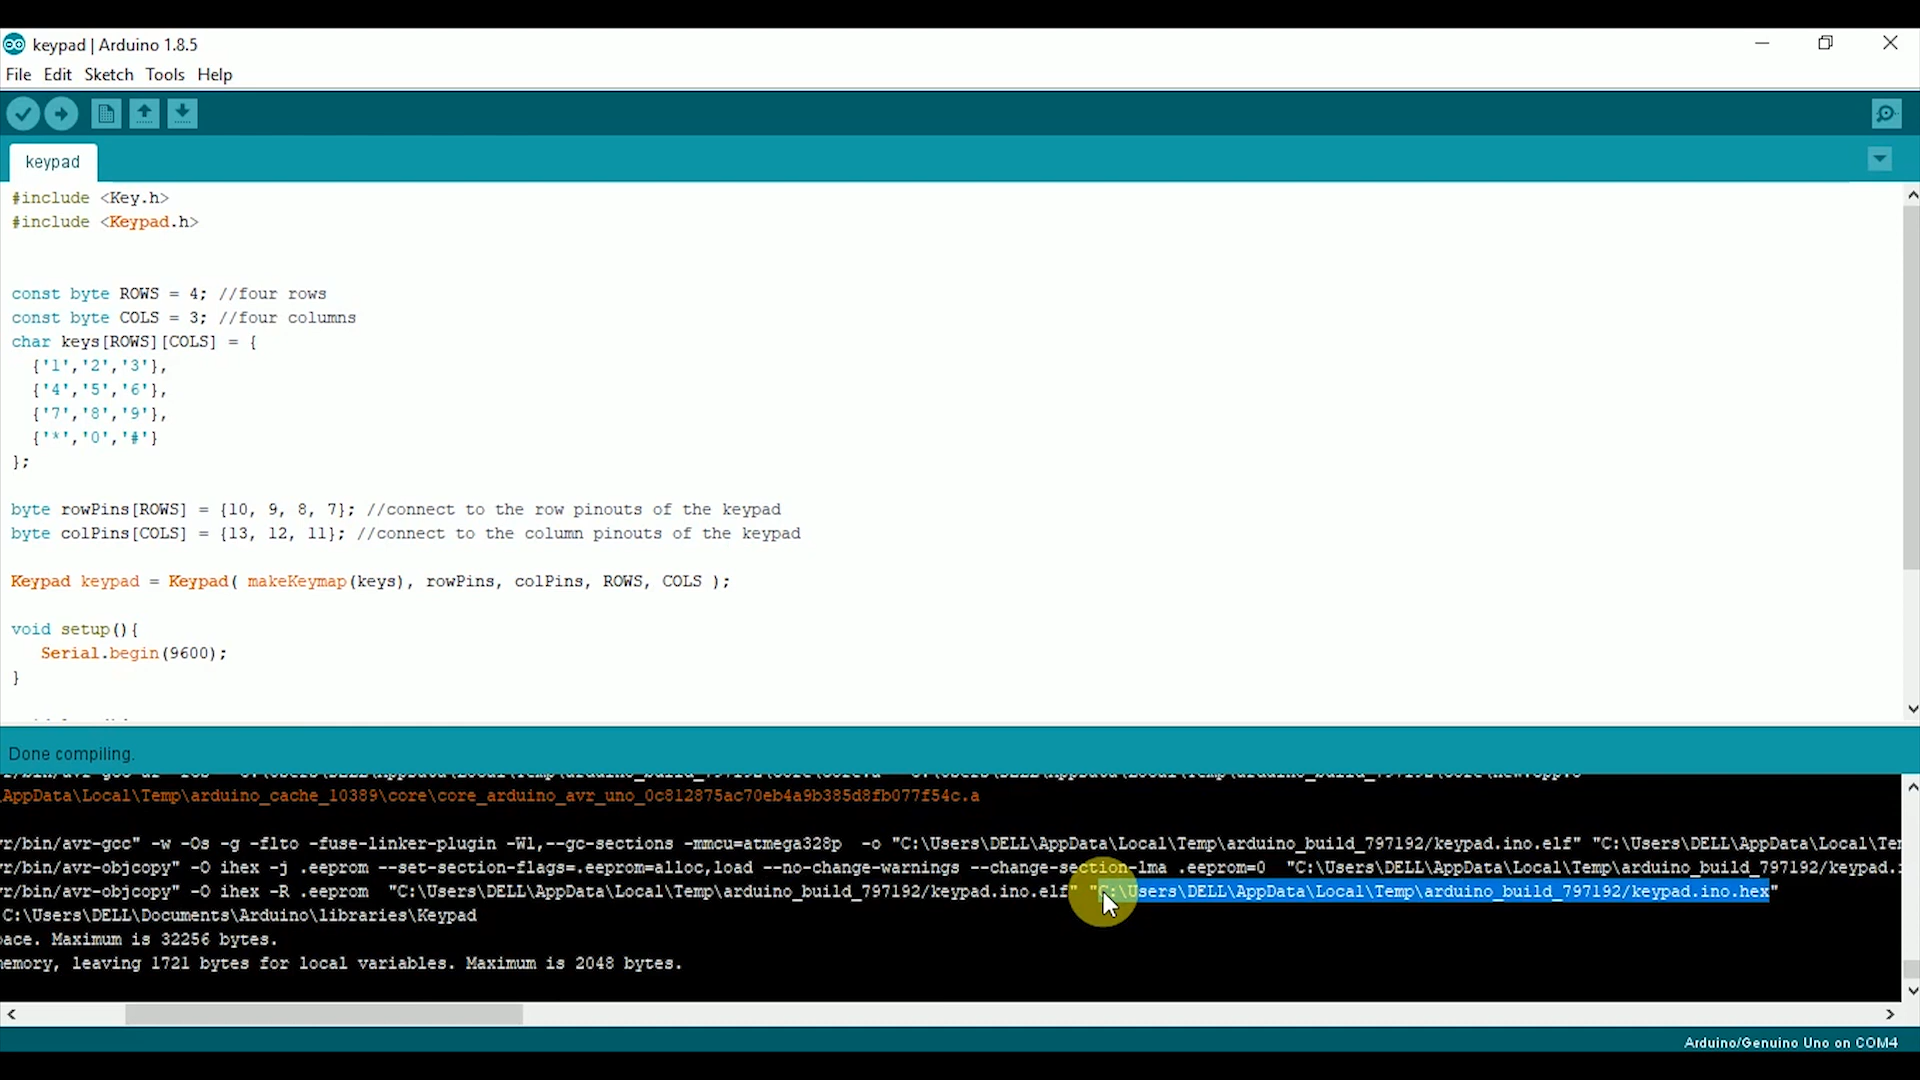 keypad | Arduino 1.8.5
File Edit Sketch Tools Help
keypad
#include <Key.h>
#include <Keypad.h>
const byte ROWS = 4; //four rows
const byte COLS = 3; //four columns
char keys[ROWS][COLS] = {
{'1','2','3'},
{'4','5','6'},
{'7','8','9'},
{'*','0','#'}
};
byte rowPins[ROWS] = {10, 9, 8, 7}; //connect to the row pinouts of the keypad
byte colPins[COLS] = {13, 12, 11}; //connect to the column pinouts of the keypad
Keypad keypad = Keypad( makeKeymap(keys), rowPins, colPins, ROWS, COLS );
void setup(){
Serial.begin(9600);
}
Done compiling.
AppData\Local\Temp\arduino_cache_10389\core\core_arduino_avr_uno_0c812875ac70eb4a9b385d8fb077f54c.a
r/bin/avr-gcc" -w -Os -g -flto -fuse-linker-plugin -Wl,--gc-sections -mmcu=atmega328p -o "C:\Users\DELL\AppData\Local\Temp\arduino_build_797192/keypad.ino.elf" "C:\Users\DELL\AppData\Local\Te
r/bin/avr-objcopy" -O ihex -j .eeprom --set-section-flags=.eeprom=alloc,load --no-change-warnings --change-section-lma .eeprom=0 "C:\Users\DELL\AppData\Local\Temp\arduino_build_797192/keypad.
r/bin/avr-objcopy" -O ihex -R .eeprom "C:\Users\DELL\AppData\Local\Temp\arduino_build_797192/keypad.ino.elf" "C:\Users\DELL\AppData\Local\Temp\arduino_build_797192/keypad.ino.hex"
C:\Users\DELL\Documents\Arduino\libraries\Keypad
ace. Maximum is 32256 bytes.
emory, leaving 1721 bytes for local variables. Maximum is 2048 bytes.
Arduino/Genuino Uno on COM4